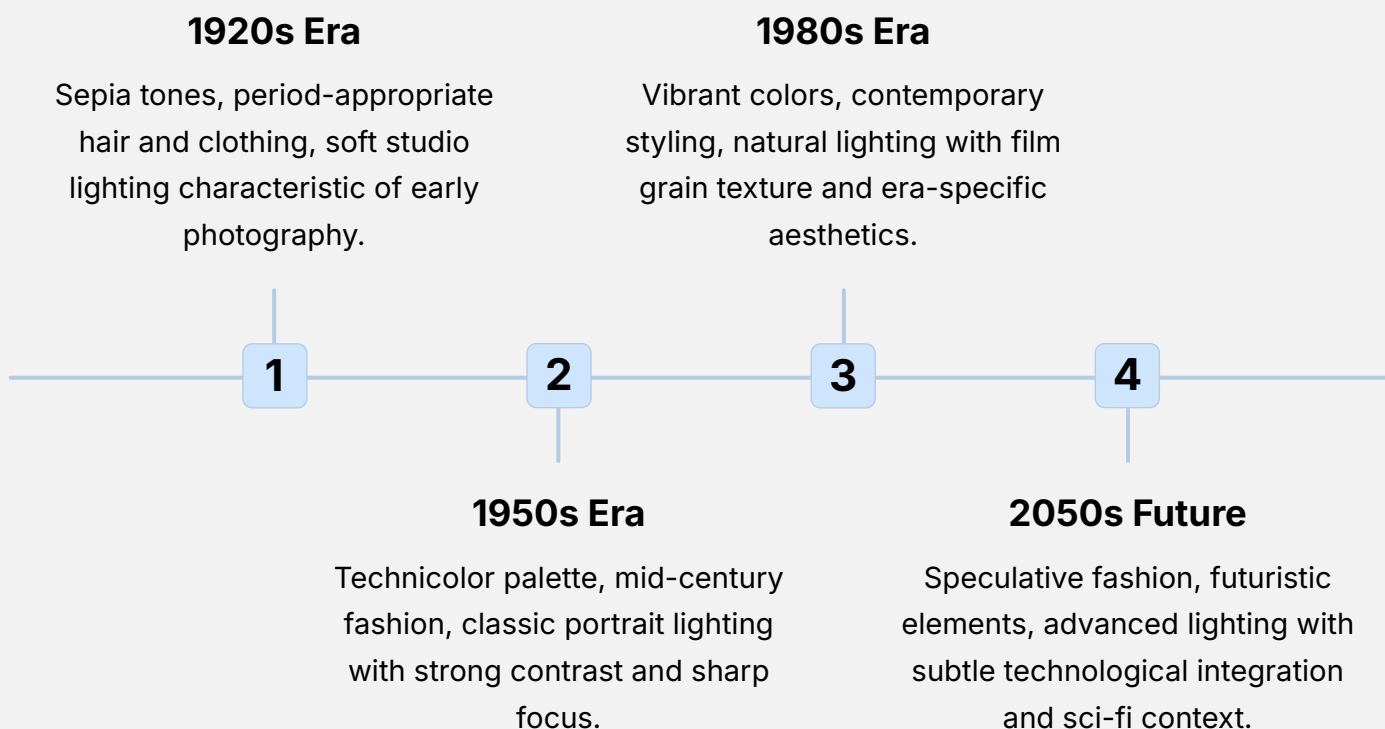 1920s Era
Sepia tones, period-appropriate
hair and clothing, soft studio
lighting characteristic of early
photography.
1980s Era
Vibrant colors, contemporary
styling, natural lighting with film
grain texture and era-specific
aesthetics.
1
2
3
4
1950s Era
Technicolor palette, mid-century
fashion, classic portrait lighting
with strong contrast and sharp
focus.
2050s Future
Speculative fashion, futuristic
elements, advanced lighting with
subtle technological integration
and sci-fi context.